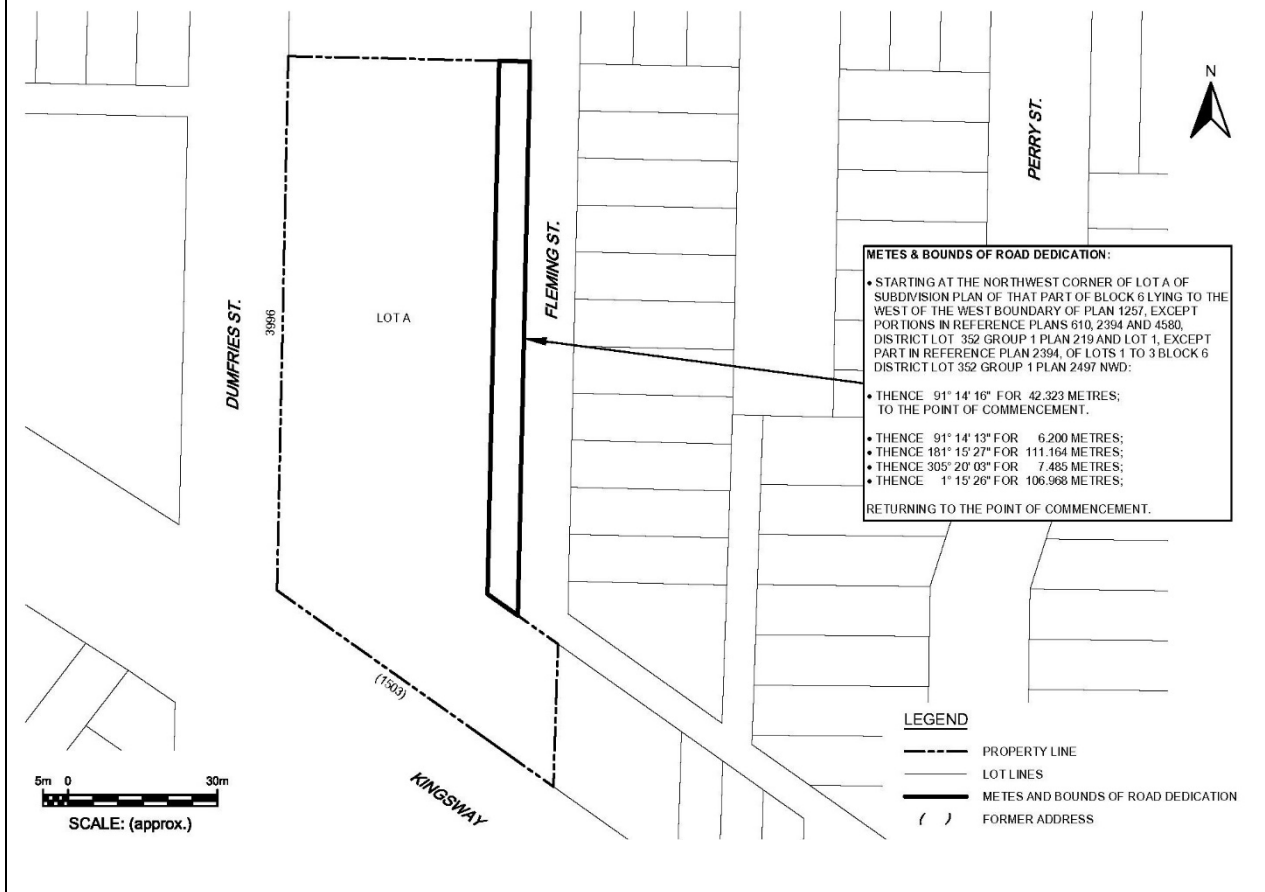 N
PERRY ST.
FLEMING ST.
DUMFRIES ST.
3996
LOT A
METES & BOUNDS OF ROAD DEDICATION:
• STARTING AT THE NORTHWEST CORNER OF LOT A OF
SUBDIVISION PLAN OF THAT PART OF BLOCK 6 LYING TO THE
WEST OF THE WEST BOUNDARY OF PLAN 1257, EXCEPT
PORTIONS IN REFERENCE PLANS 610, 2394 AND 4580,
DISTRICT LOT 352 GROUP 1 PLAN 219 AND LOT 1, EXCEPT
PART IN REFERENCE PLAN 2394, OF LOTS 1 TO 3 BLOCK 6
DISTRICT LOT 352 GROUP 1 PLAN 2497 NWD:
• THENCE 91° 14' 16" FOR 42.323 METRES;
TO THE POINT OF COMMENCEMENT.
• THENCE 91° 14' 13" FOR 6.200 METRES;
• THENCE 181° 15' 27" FOR 111.164 METRES;
• THENCE 305° 20' 03" FOR 7.485 METRES;
• THENCE 1° 15' 26" FOR 106.968 METRES;
RETURNING TO THE POINT OF COMMENCEMENT.
(1503)
KINGSWAY
5m 0 30m
SCALE: (approx.)
LEGEND
PROPERTY LINE
LOT LINES
METES AND BOUNDS OF ROAD DEDICATION
( ) FORMER ADDRESS